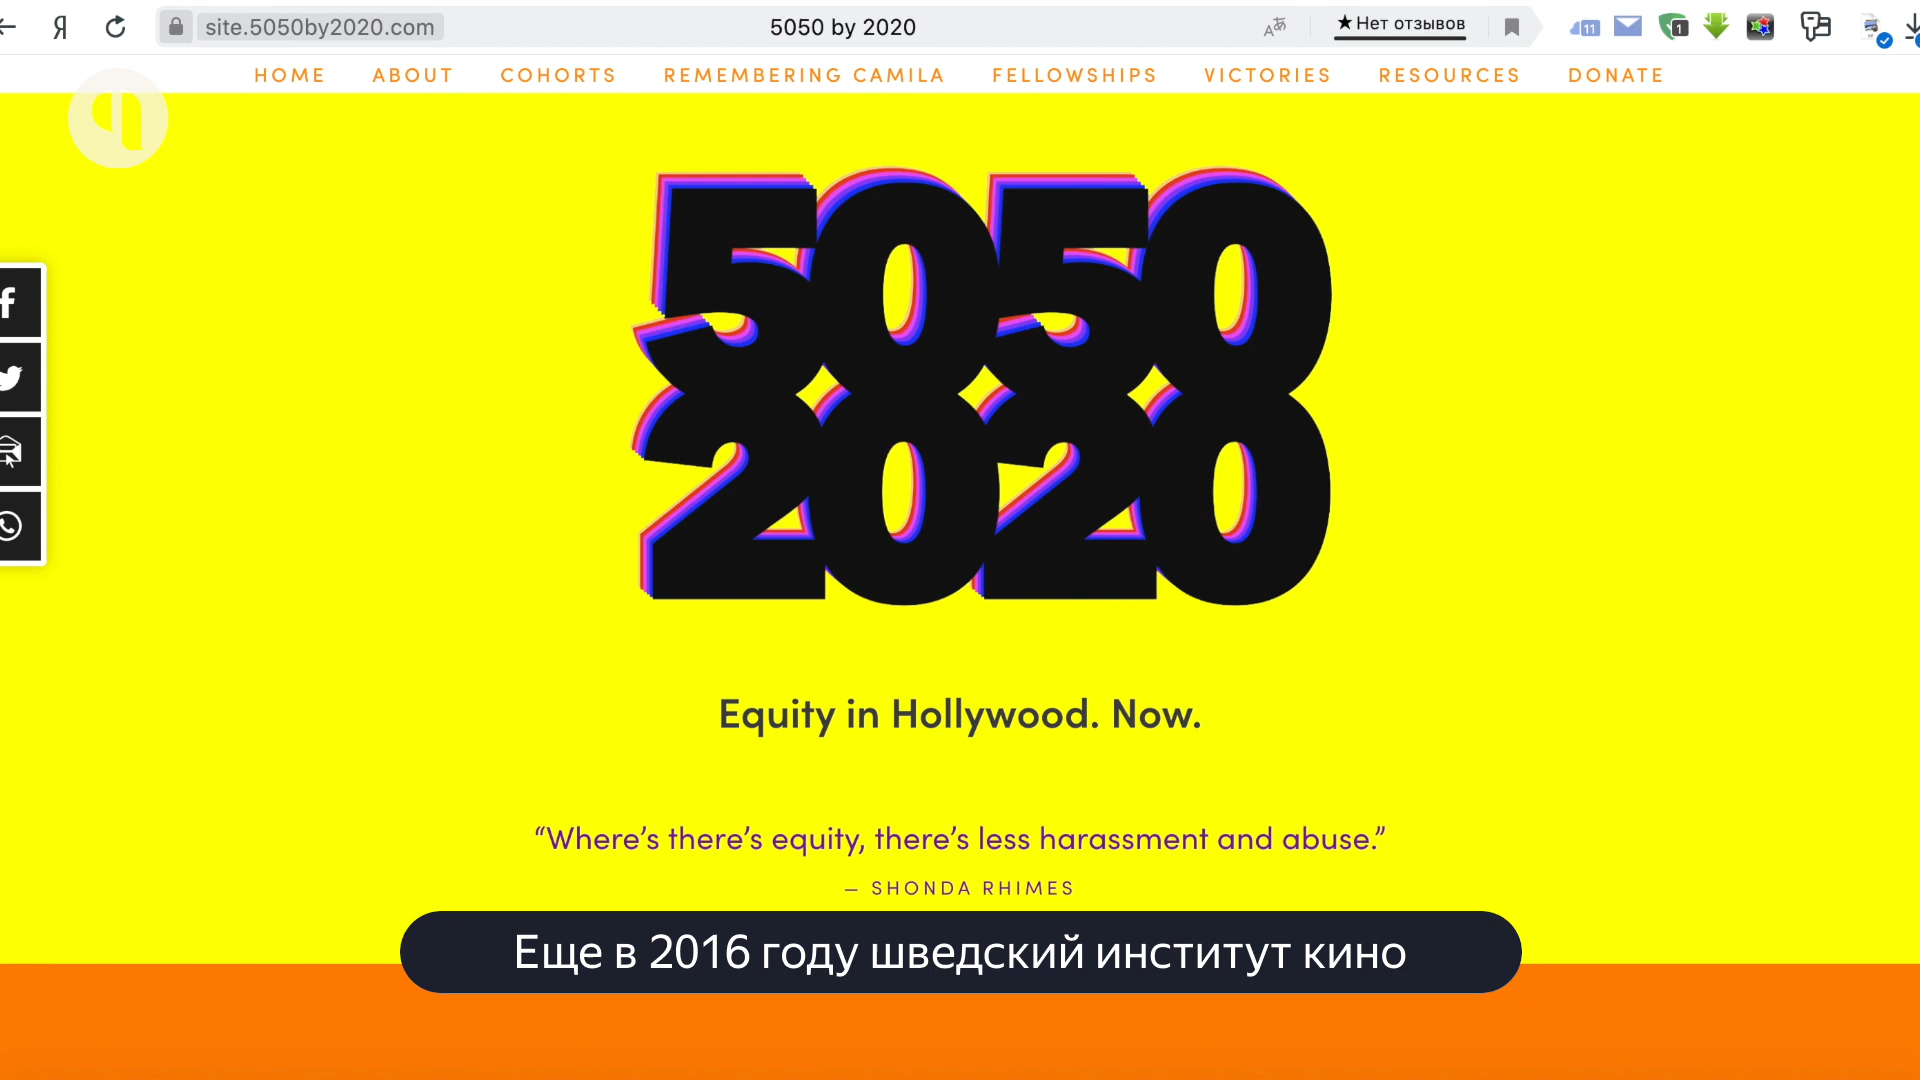 Я
site.5050by2020.com
5050 by 2020
★Нет отзывов
11
1
HOME ABOUT COHORTS REMEMBERING CAMILA FELLOWSHIPS VICTORIES RESOURCES DONATE
5050
2020
Equity in Hollywood. Now.
“Where’s there’s equity, there’s less harassment and abuse.”
— SHONDA RHIMES
Еще в 2016 году шведский институт кино